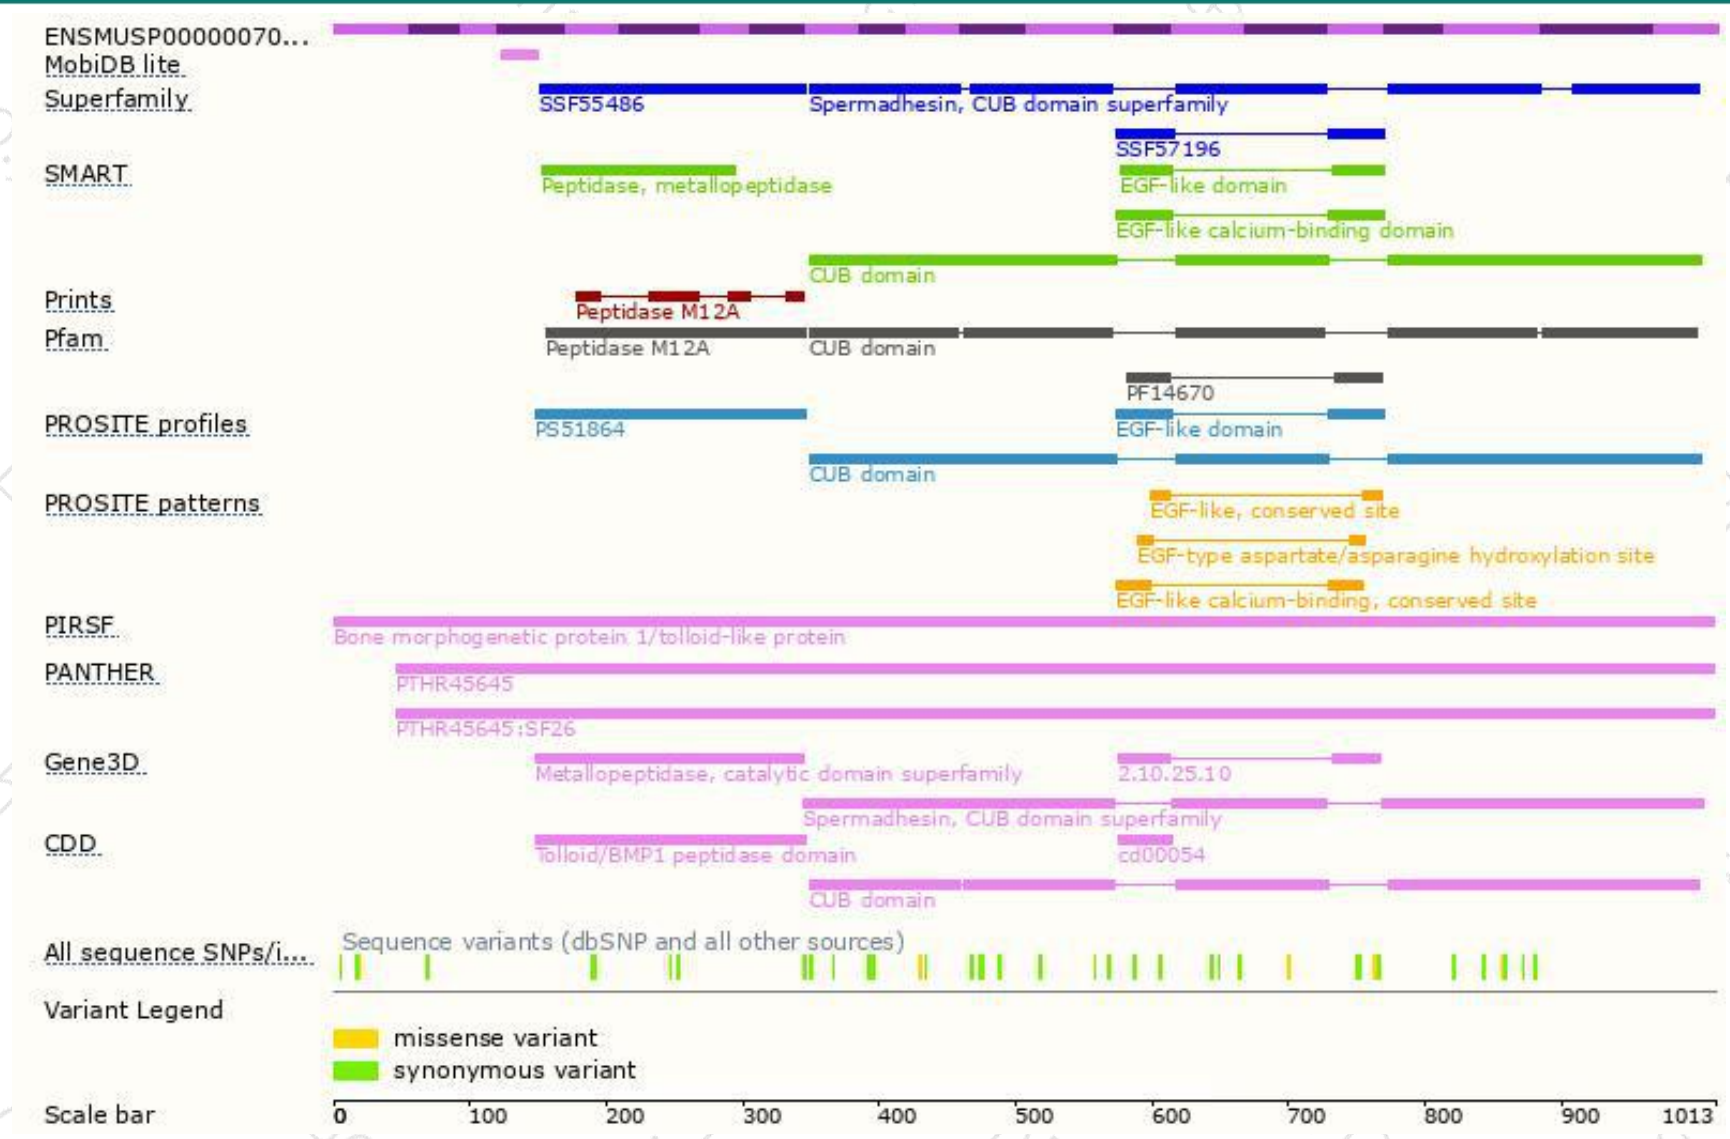 ENSMUSP00000070...
MobiDB lite
Superfamily
SSF55486 Spermadhesin, CUB domain superfamily
SSF57196
SMART
Peptidase, metallopeptidase EGF-like domain
EGF-like calcium-binding domain
CUB domain
Prints
Peptidase M12A
Pfam
Peptidase M12A CUB domain
PF14670
PROSITE profiles
PS51864 EGF-like domain
CUB domain
PROSITE patterns
EGF-like, conserved site
EGF-type aspartate/asparagine hydroxylation site
EGF-like calcium-binding, conserved site
PIRSF
Bone morphogenetic protein 1/tolloid-like protein
PANTHER
PTHR45645
PTHR45645:SF26
Gene3D
Metallopeptidase, catalytic domain superfamily 2.10.25.10
Spermadhesin, CUB domain superfamily
CDD
Tolloid/BMP1 peptidase domain cd00054
CUB domain
Sequence variants (dbSNP and all other sources)
All sequence SNPs/i...
Variant Legend
missense variant
synonymous variant
Scale bar 0 100 200 300 400 500 600 700 800 900 1013